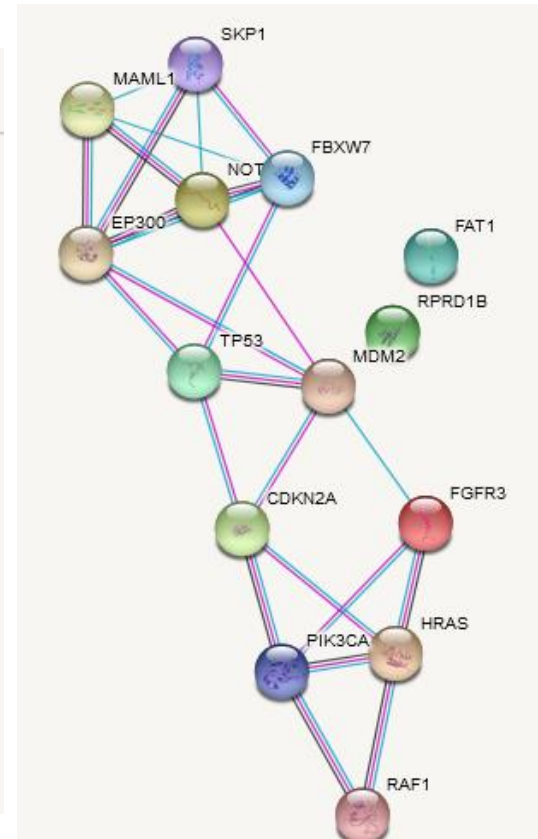 SKP1
MAML1
FBXW7
NOT
EP300
FAT1
RPRD1B
TP53
MDM2
CDKN2A
FGFR3
HRAS
PIK3CA
RAF1